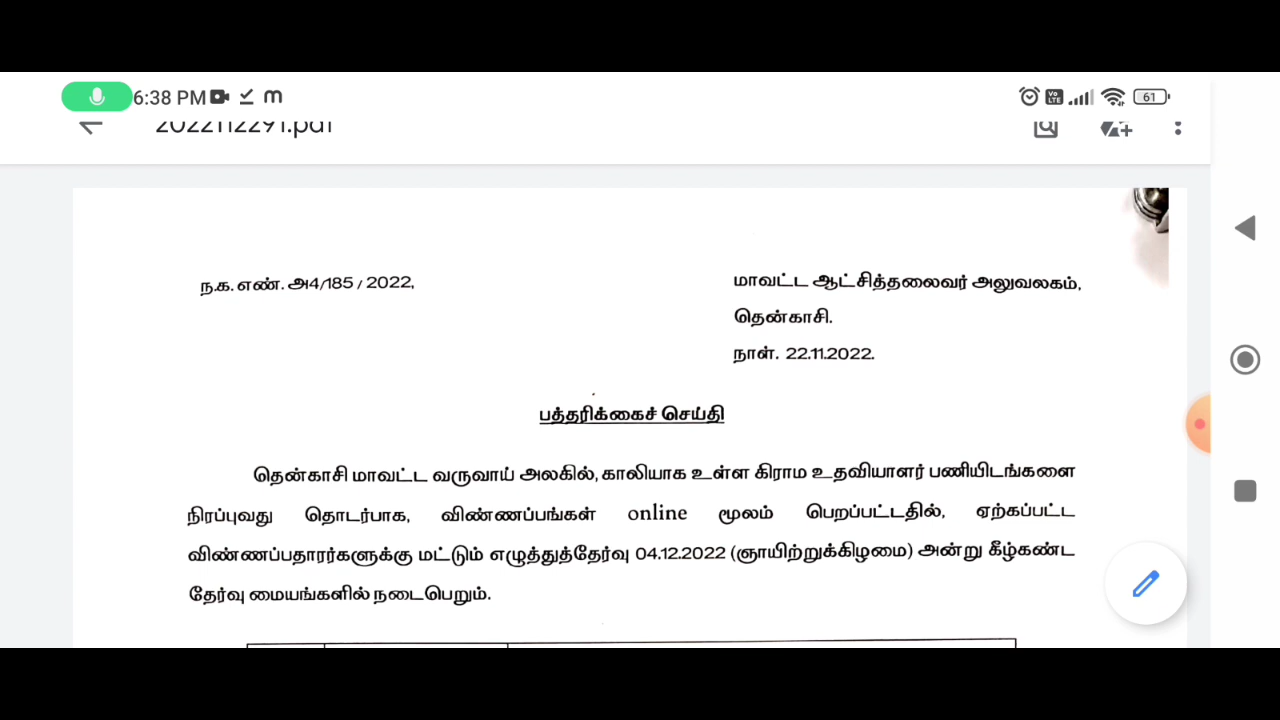 6:38 PM
2022112291.pdf
61
ந.க. எண். அ4/185 / 2022,
மாவட்ட ஆட்சித்தலைவர் அலுவலகம்,
தென்காசி.
நாள். 22.11.2022.
பத்தரிக்கைச் செய்தி
தென்காசி மாவட்ட வருவாய் அலகில், காலியாக உள்ள கிராம உதவியாளர் பணியிடங்களை
நிரப்புவது தொடர்பாக, விண்ணப்பங்கள் online மூலம் பெறப்பட்டதில், ஏற்கப்பட்ட
விண்ணப்பதாரர்களுக்கு மட்டும் எழுத்துத்தேர்வு 04.12.2022 (ஞாயிற்றுக்கிழமை) அன்று கீழ்கண்ட
தேர்வு மையங்களில் நடைபெறும்.